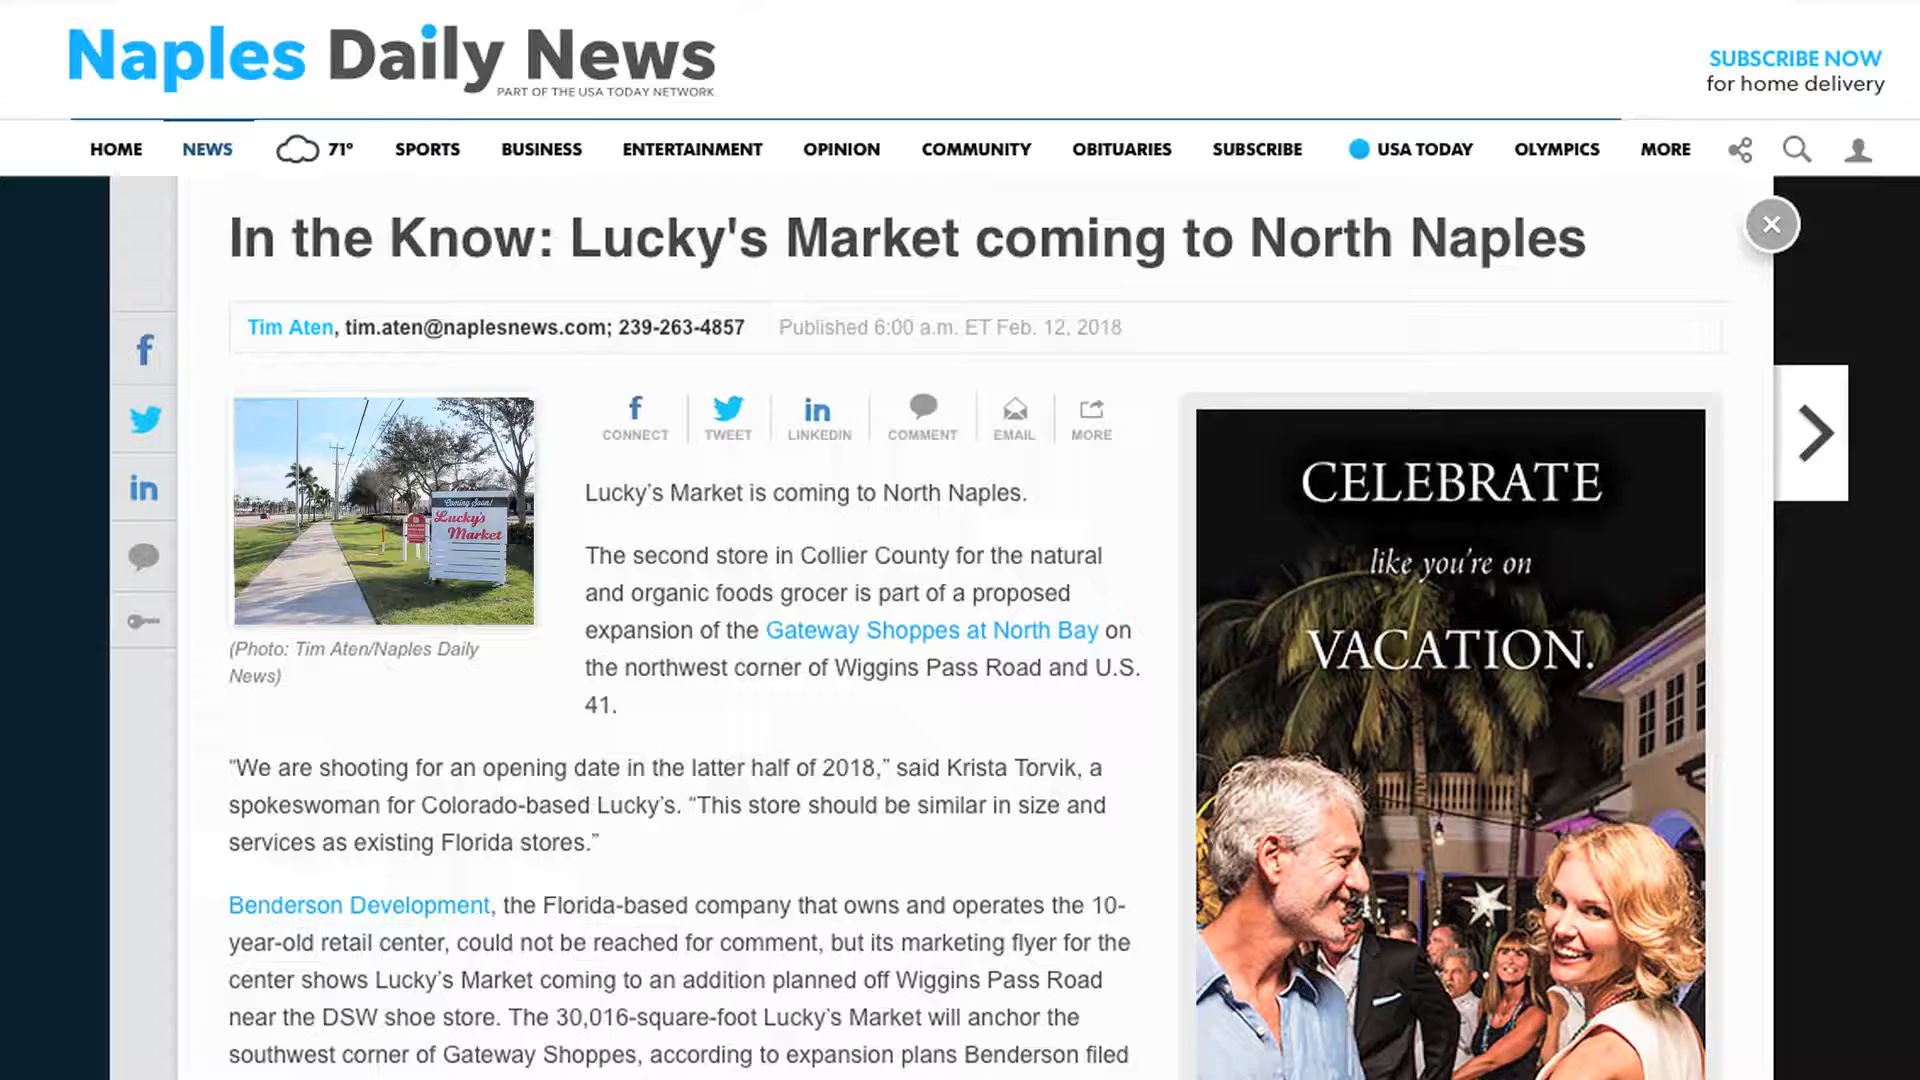 Naples Daily News
PART OF THE USA TODAY NETWORK
SUBSCRIBE NOW
for home delivery
HOME NEWS 71° SPORTS BUSINESS ENTERTAINMENT OPINION COMMUNITY OBITUARIES SUBSCRIBE USA TODAY OLYMPICS MORE
In the Know: Lucky's Market coming to North Naples
Tim Aten, tim.aten@naplesnews.com; 239-263-4857 Published 6:00 a.m. ET Feb. 12, 2018
Coming Soon!
Lucky's
Market
(Photo: Tim Aten/Naples Daily
News)
CONNECT TWEET LINKEDIN COMMENT EMAIL MORE
Lucky’s Market is coming to North Naples.
The second store in Collier County for the natural
and organic foods grocer is part of a proposed
expansion of the Gateway Shoppes at North Bay on
the northwest corner of Wiggins Pass Road and U.S.
41.
“We are shooting for an opening date in the latter half of 2018,” said Krista Torvik, a
spokeswoman for Colorado-based Lucky’s. “This store should be similar in size and
services as existing Florida stores.”
Benderson Development, the Florida-based company that owns and operates the 10-
year-old retail center, could not be reached for comment, but its marketing flyer for the
center shows Lucky’s Market coming to an addition planned off Wiggins Pass Road
near the DSW shoe store. The 30,016-square-foot Lucky’s Market will anchor the
southwest corner of Gateway Shoppes, according to expansion plans Benderson filed
CELEBRATE
like you're on
VACATION.